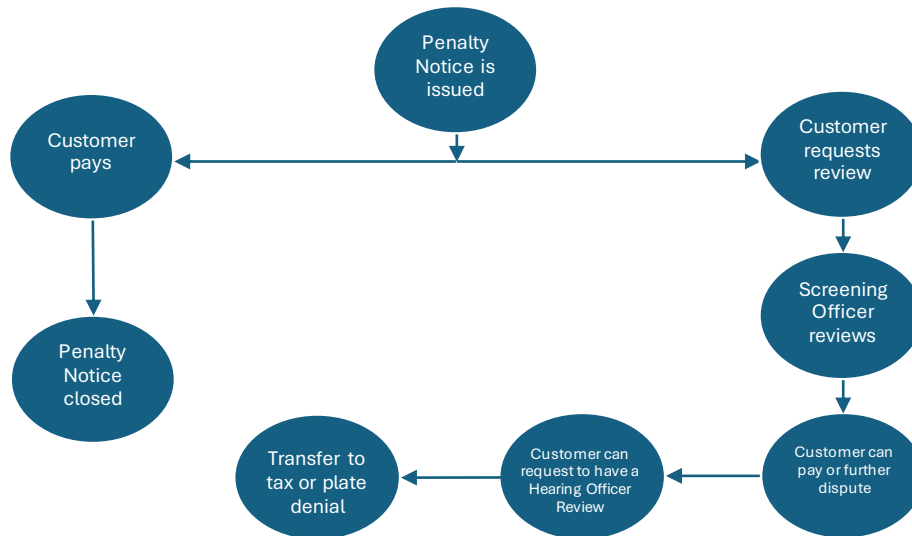 Penalty
Notice is
issued
Customer
pays
Customer
requests
review
Screening
Officer
reviews
Penalty
Notice
closed
Transfer to
tax or plate
denial
Customer can
request to have a
Hearing Officer
Review
Customer can
pay or further
dispute